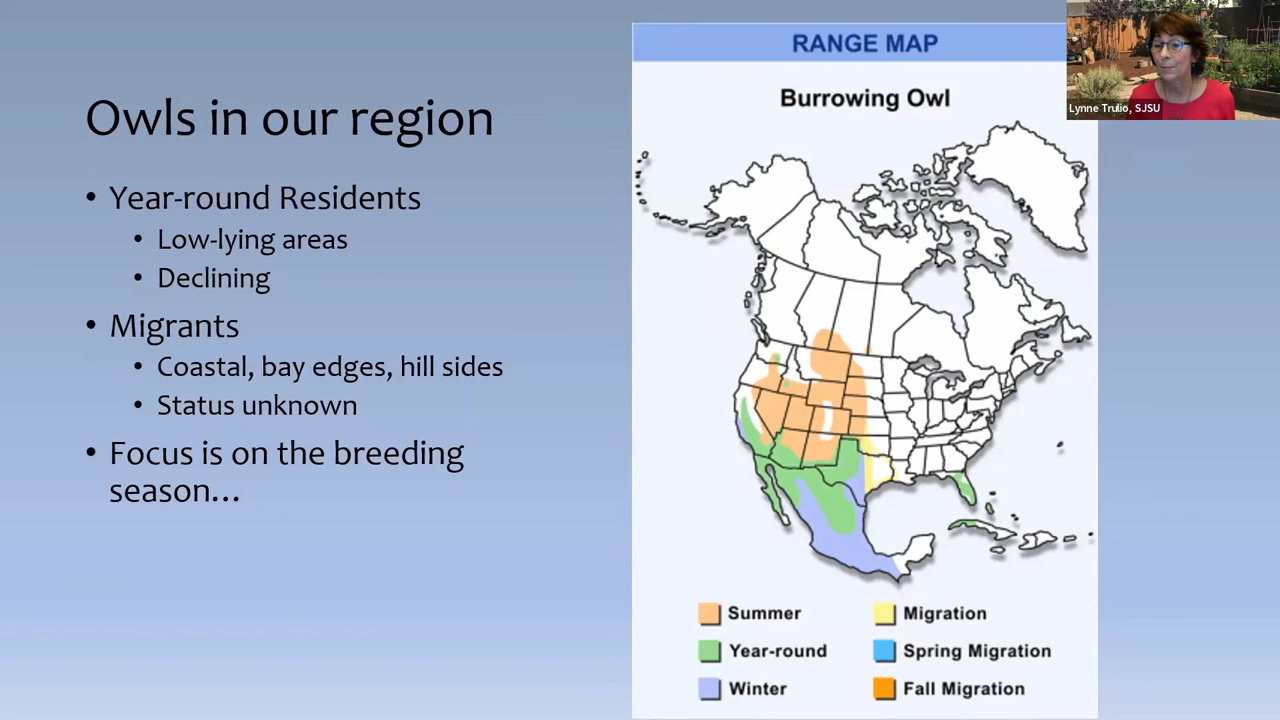 Owls in our region
• Year-round Residents
• Low-lying areas
• Declining
• Migrants
• Coastal, bay edges, hill sides
• Status unknown
• Focus is on the breeding
season...
RANGE MAP
Burrowing Owl
Summer
Migration
Year-round
Spring Migration
Winter
Fall Migration
Lynne Trulio, SJSU